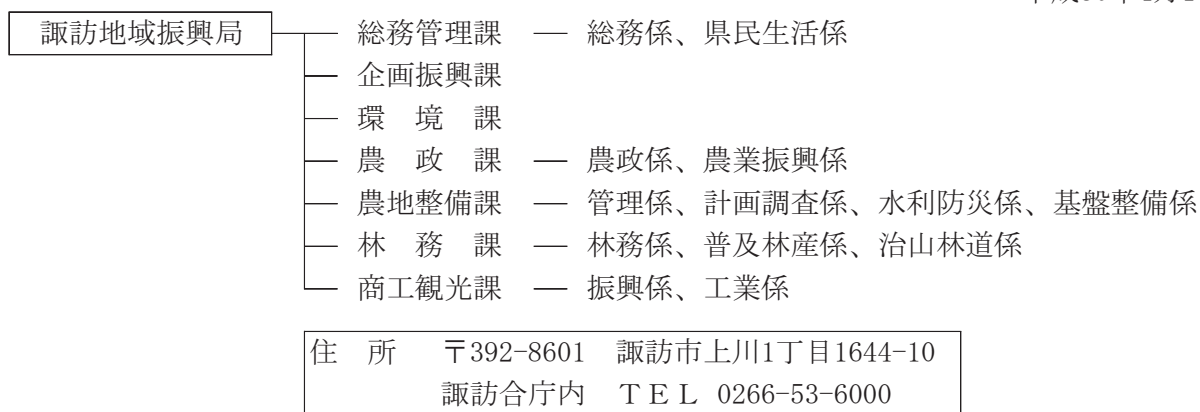 諏訪地域振興局 総務管理課 ― 総務係、県民生活係
企画振興課
環　境　課
農　政　課 ― 農政係、農業振興係
農地整備課 ― 管理係、計画調査係、水利防災係、基盤整備係
林　務　課 ― 林務係、普及林産係、治山林道係
商工観光課 ― 振興係、工業係
住　所　〒392-8601　諏訪市上川1丁目1644-10
諏訪合庁内　ＴＥＬ 0266-53-6000